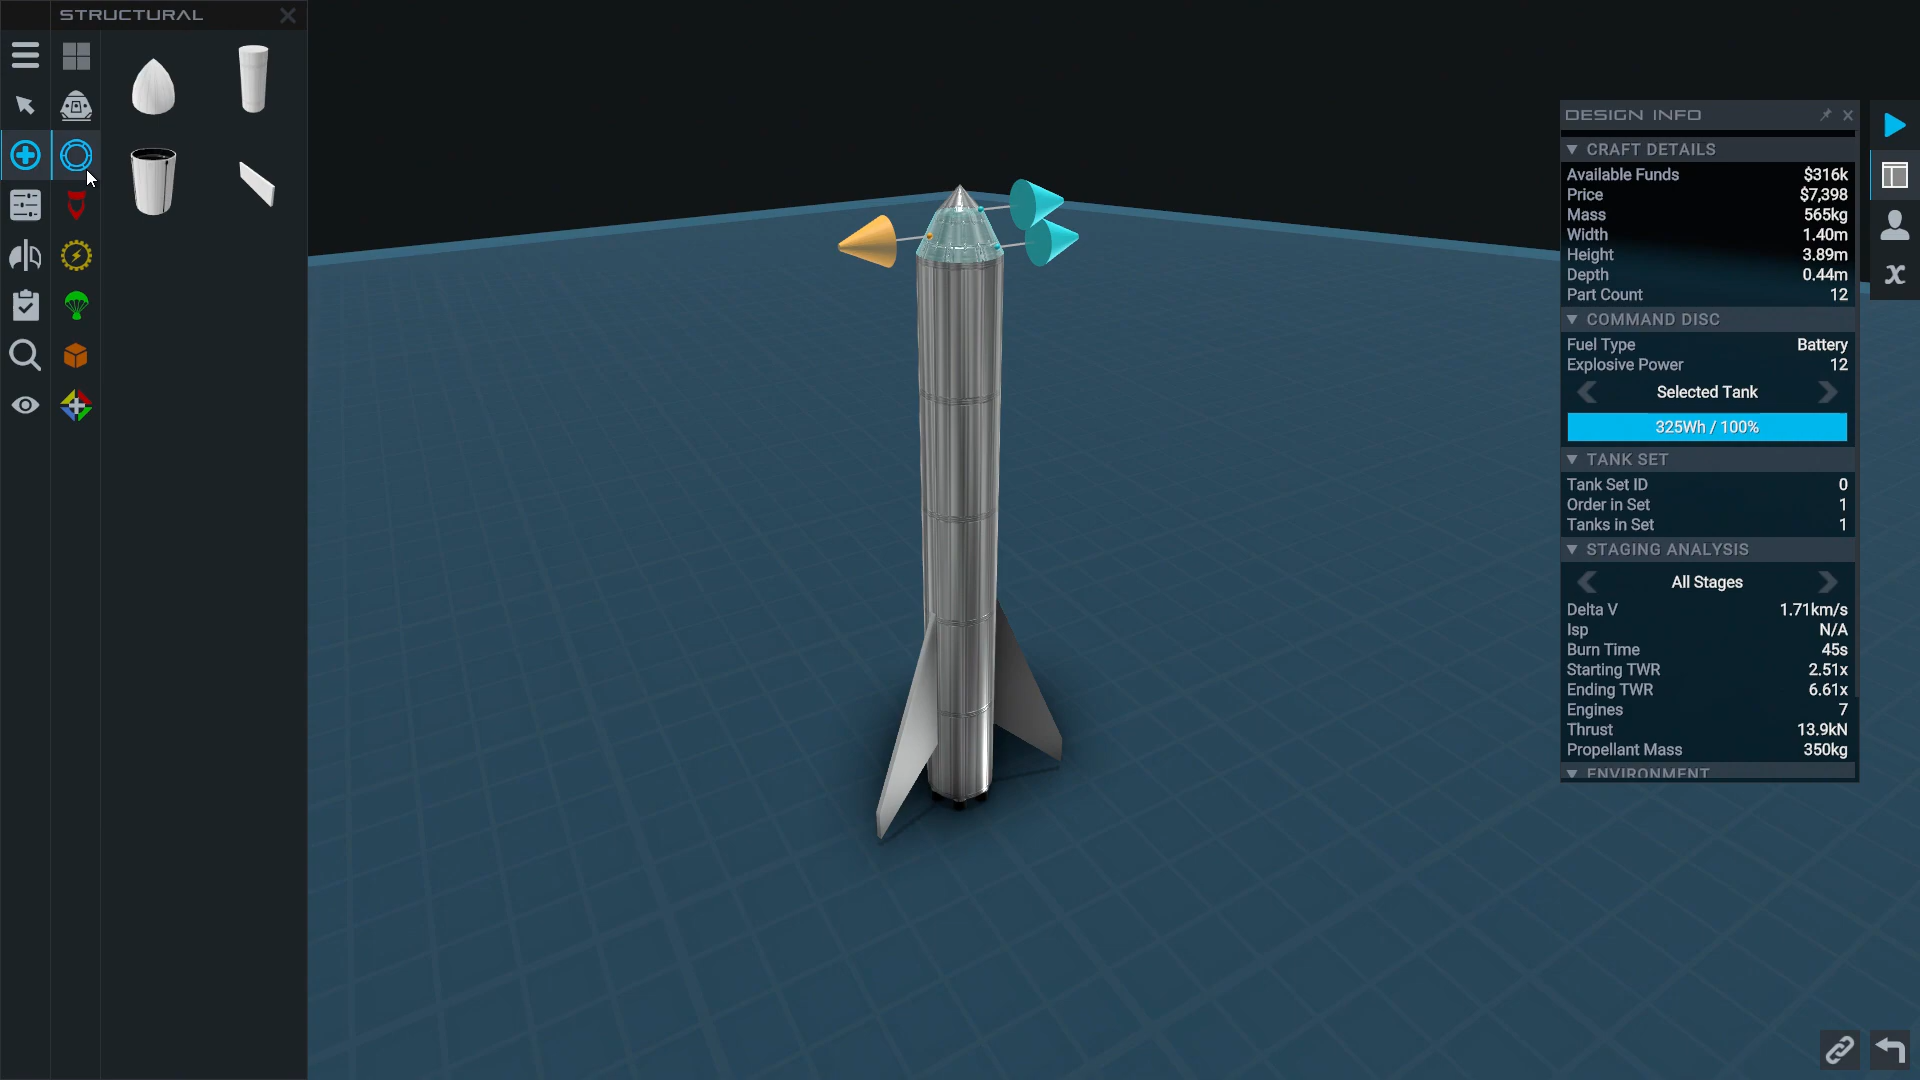 STRUCTURAL
DESIGN INFO
CRAFT DETAILS
Available Funds $316k
Price $7,398
Mass 565kg
Width 1.40m
Height 3.89m
Depth 0.44m
Part Count 12
COMMAND DISC
Fuel Type Battery
Explosive Power 12
Selected Tank
325Wh / 100%
TANK SET
Tank Set ID 0
Order in Set 1
Tanks in Set 1
STAGING ANALYSIS
All Stages
Delta V 1.71km/s
Isp N/A
Burn Time 45s
Starting TWR 2.51x
Ending TWR 6.61x
Engines 7
Thrust 13.9kN
Propellant Mass 350kg
ENVIRONMENT